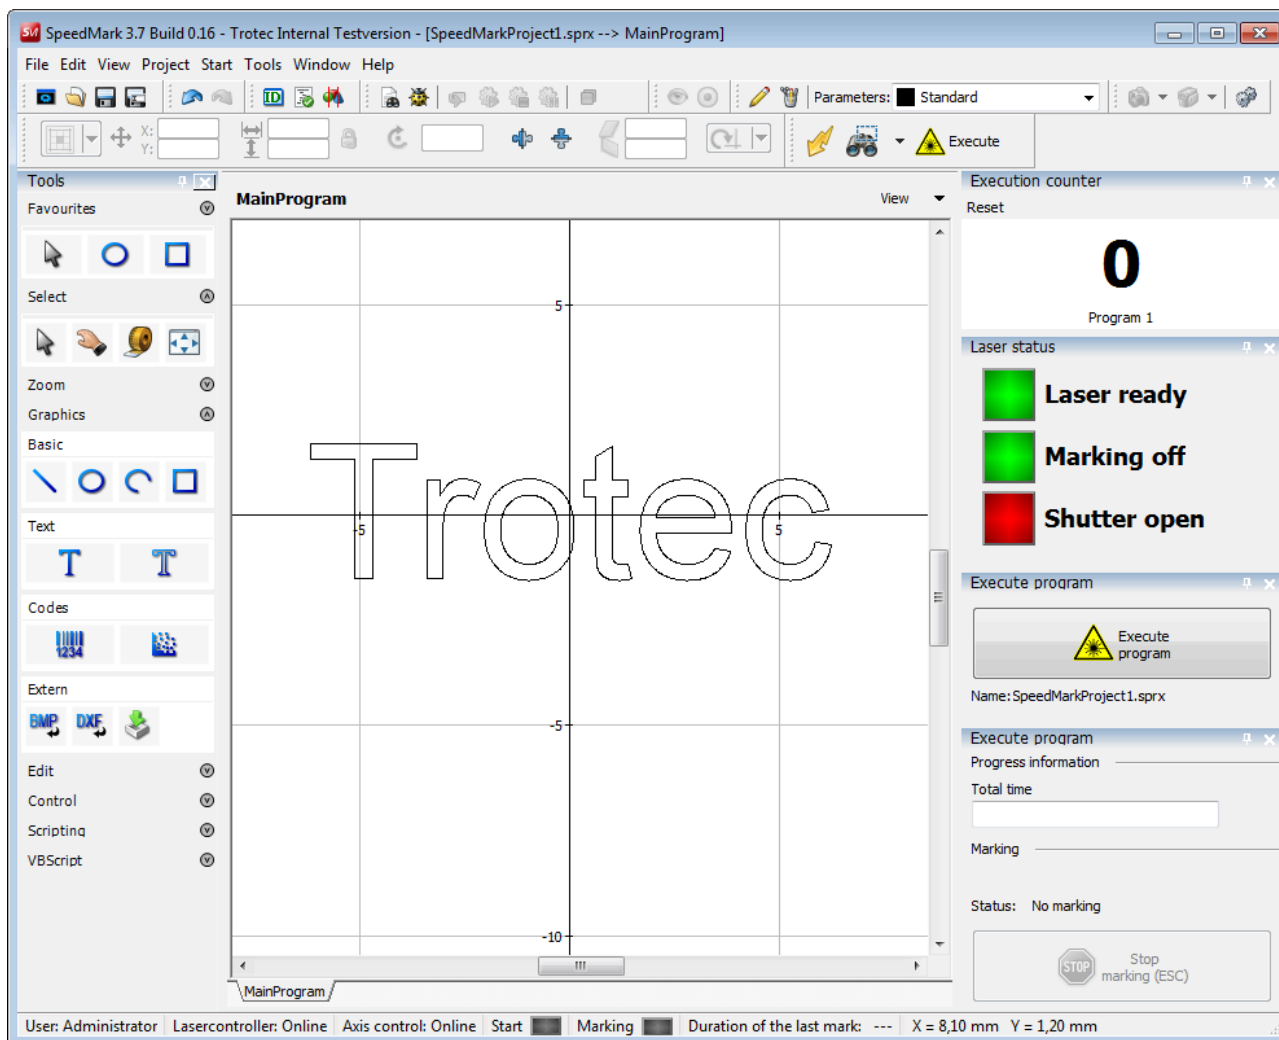 SpeedMark 3.7 Build 0.16 - Trotec Internal Testversion - [SpeedMarkProject1.sprx --> MainProgram]
File Edit View Project Start Tools Window Help
ID
Parameters: Standard
X:
Y:
Execute
Tools
Favourites
Select
Zoom
Graphics
Basic
Text
T T
Codes
1234
Extern
BMP DXF
Edit
Control
Scripting
VBScript
MainProgram
View
5
Trotec
-5
5
-5
-10
MainProgram
Execution counter
Reset
0
Program 1
Laser status
Laser ready
Marking off
Shutter open
Execute program
Execute
program
Name:SpeedMarkProject1.sprx
Execute program
Progress information
Total time
Marking
Status: No marking
STOP
Stop
marking (ESC)
User: Administrator Lasercontroller: Online Axis control: Online Start Marking Duration of the last mark: --- X = 8,10 mm Y = 1,20 mm